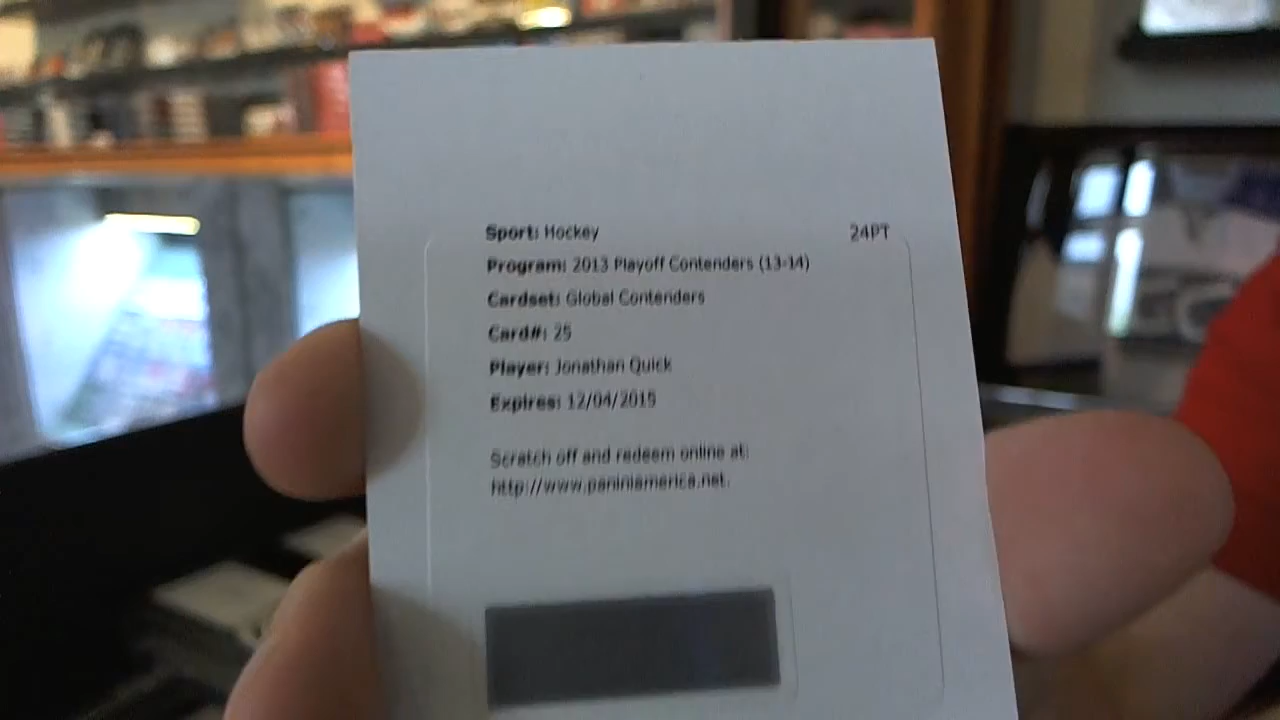 Sport: Hockey 24PT
Program: 2013 Playoff Contenders (13-14)
Cardset: Global Contenders
Card#: 25
Player: Jonathan Quick
Expires: 12/04/2015
Scratch off and redeem online at:
http://www.paniniamerica.net.